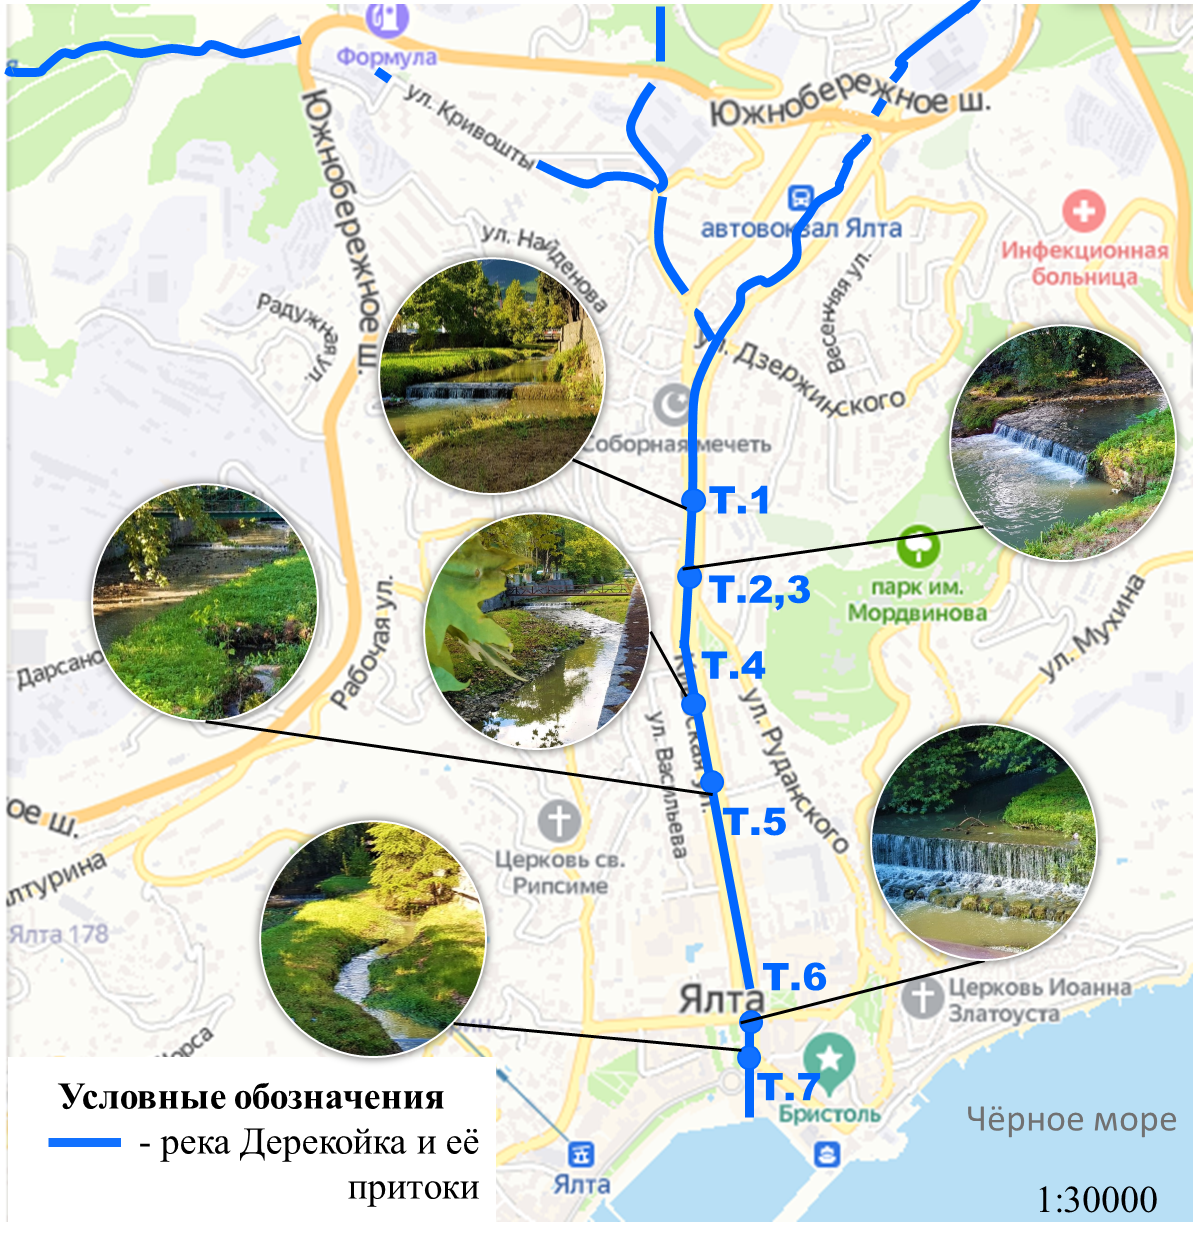 Формула
Южнобережное ш.
ул. Кривошты
Южнобережное ш.
автовокзал Ялта
Инфекционная
больница
ул. Найденова
Весенняя ул.
Радужная ул.
ул. Дзержинского
Соборная мечеть
Т.1
парк им.
Мордвинова
Т.2,3
ул. Мухина
Рабочая ул.
Дарсано
Т.4
ул. Руданского
ул. Васильева
Т.5
ое ш.
Церковь св.
Рипсиме
лтурина
Ялта 178
Т.6
Ялта
Церковь Иоанна
Златоуста
Т.7
Бристоль
Чёрное море
Ялта
1:30000
Условные обозначения
- река Дерекойка и её
притоки